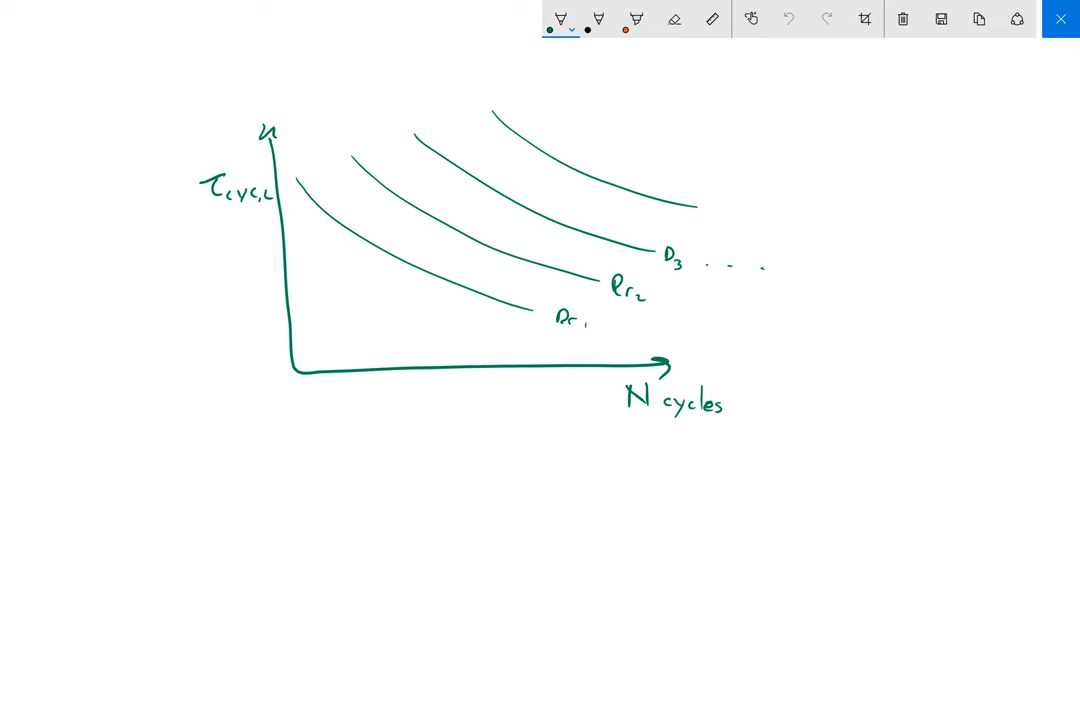 τcyc,L
D3 . . .
Dr2
Dr1
N cycles